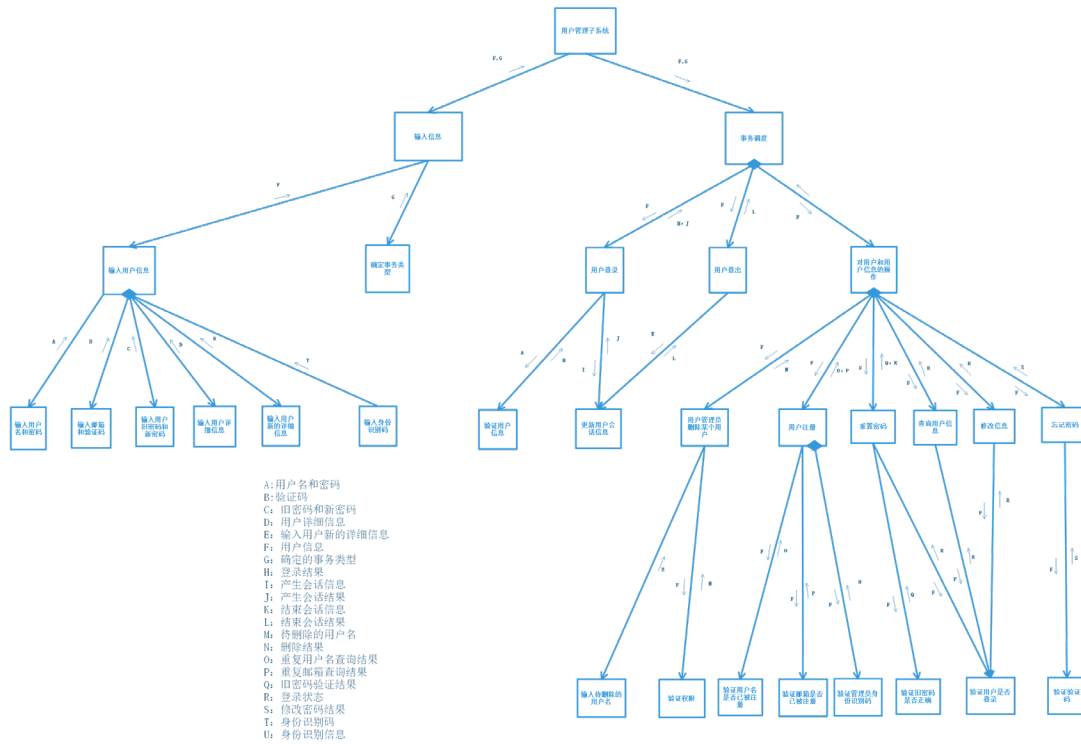 用户管理子系统
F,G
F,G
输入信息
事务调度
F
G
F
H,J
F
L
F
输入用户信息
确定事务类
型
用户登录
用户登出
对用户和用
户信息的操
作
A
B
C
D
T
A
H
I
J
K
L
F
N
F
O,P
F
Q,R
R
F
R
F
S
F
输入用户
名和密码
输入邮箱
和验证码
输入用户
旧密码和
新密码
输入用户详
细信息
输入用户
新的详细
信息
输入身份
识别码
验证用户
信息
更新用户会
话信息
用户管理员
删除某个用
户
用户注册
重置密码
查询用户信
息
修改信息
忘记密码
A:用户名和密码
B:验证码
C: 旧密码和新密码
D: 用户详细信息
E: 输入用户新的详细信息
F: 用户信息
G: 确定的事务类型
H: 登录结果
I: 产生会话信息
J: 产生会话结果
K: 结束会话信息
L: 结束会话结果
M: 待删除的用户名
N: 删除结果
O: 重复用户名查询结果
P: 重复邮箱查询结果
Q: 旧密码验证结果
R: 登录状态
S: 修改密码结果
T: 身份识别码
U: 身份识别信息
F
F
O
F
P
F
Q
F
R
F
R
F
R
F
S
输入待删除的
用户名
验证权限
验证用户名
是否已被注
册
验证邮箱是否
已被注册
验证管理员身
份识别码
验证旧密码
是否正确
验证用户是否
登录
验证验证
码